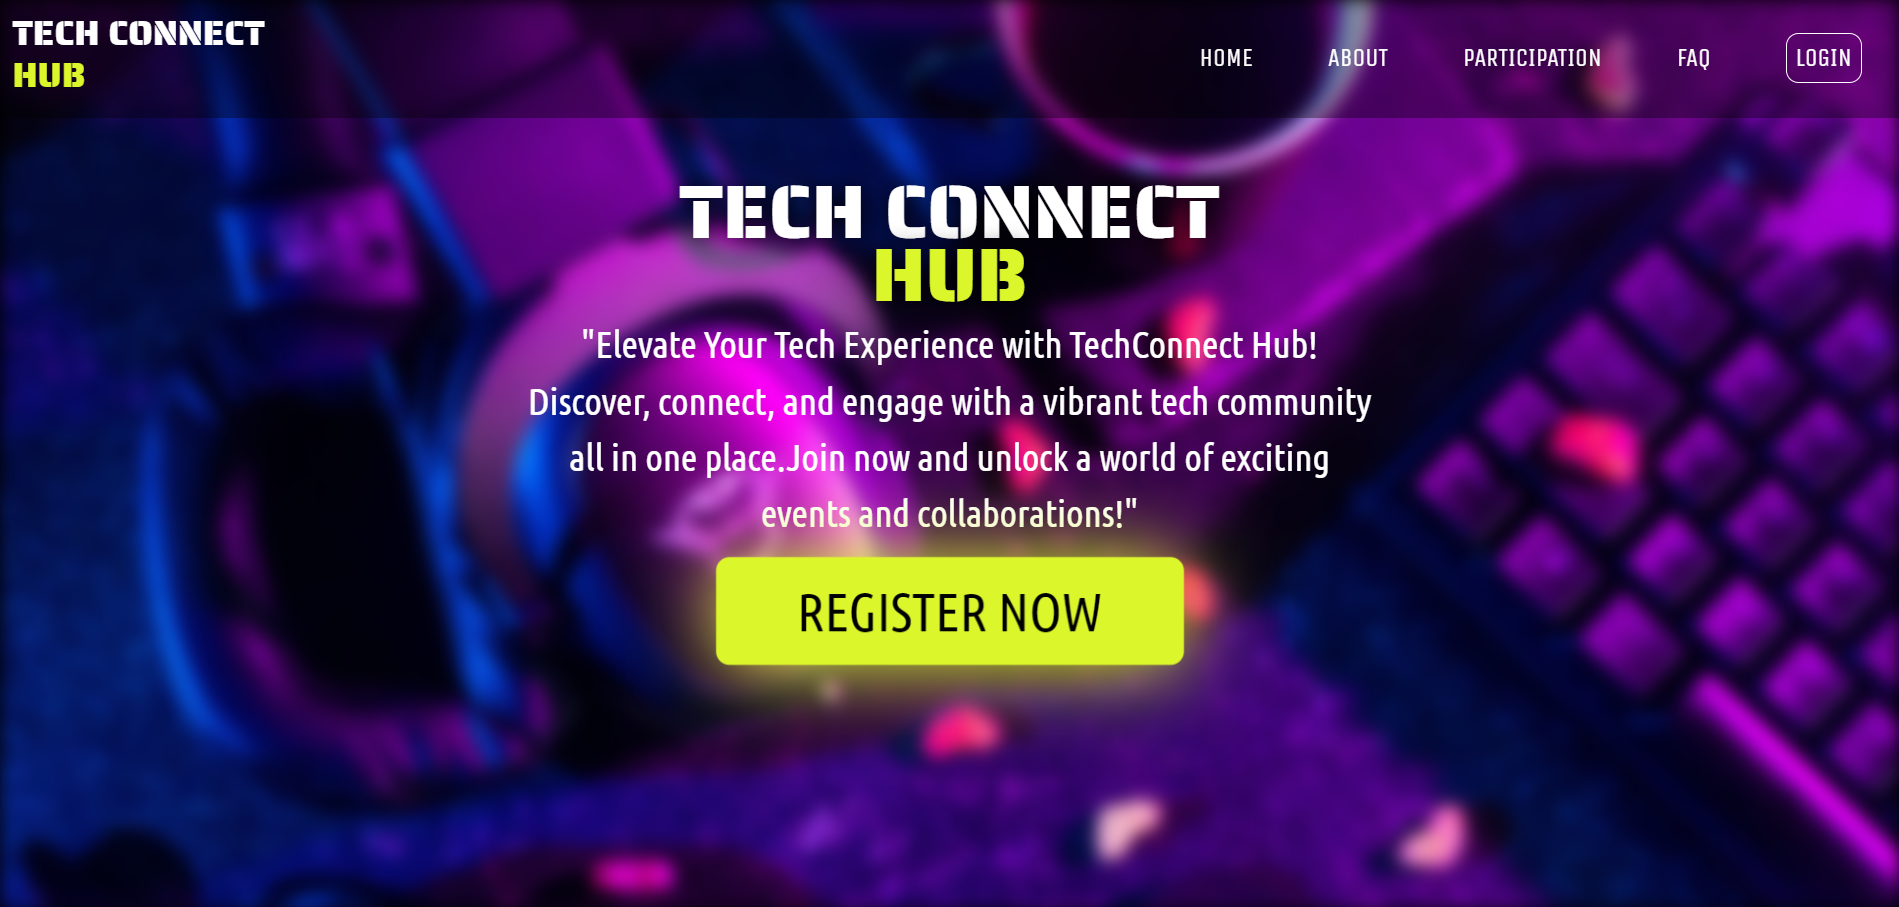 TECH CONNECT
HUB
HOME
ABOUT
PARTICIPATION
FAQ
LOGIN
TECH CONNECT
HUB
"Elevate Your Tech Experience with TechConnect Hub!
Discover, connect, and engage with a vibrant tech community
all in one place.Join now and unlock a world of exciting
events and collaborations!"
REGISTER NOW